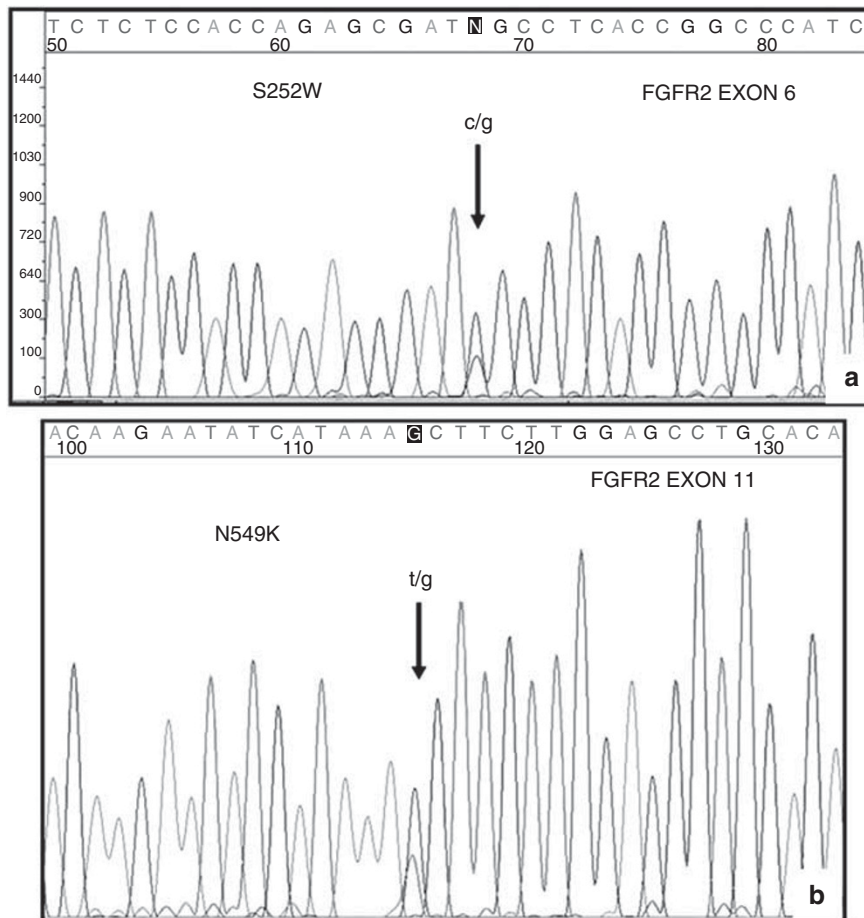 T C T C T C C A C C A G A G C G A T N G C C T C A C C G G C C C A T C
50 60 70 80
S252W FGFR2 EXON 6
c/g
1440
1200
1030
900
720
640
300
100
0
a
A C A A G A A T A T C A T A A A G C T T C T T G G A G C C T G C A C A
100 110 120 130
FGFR2 EXON 11
N549K
t/g
b